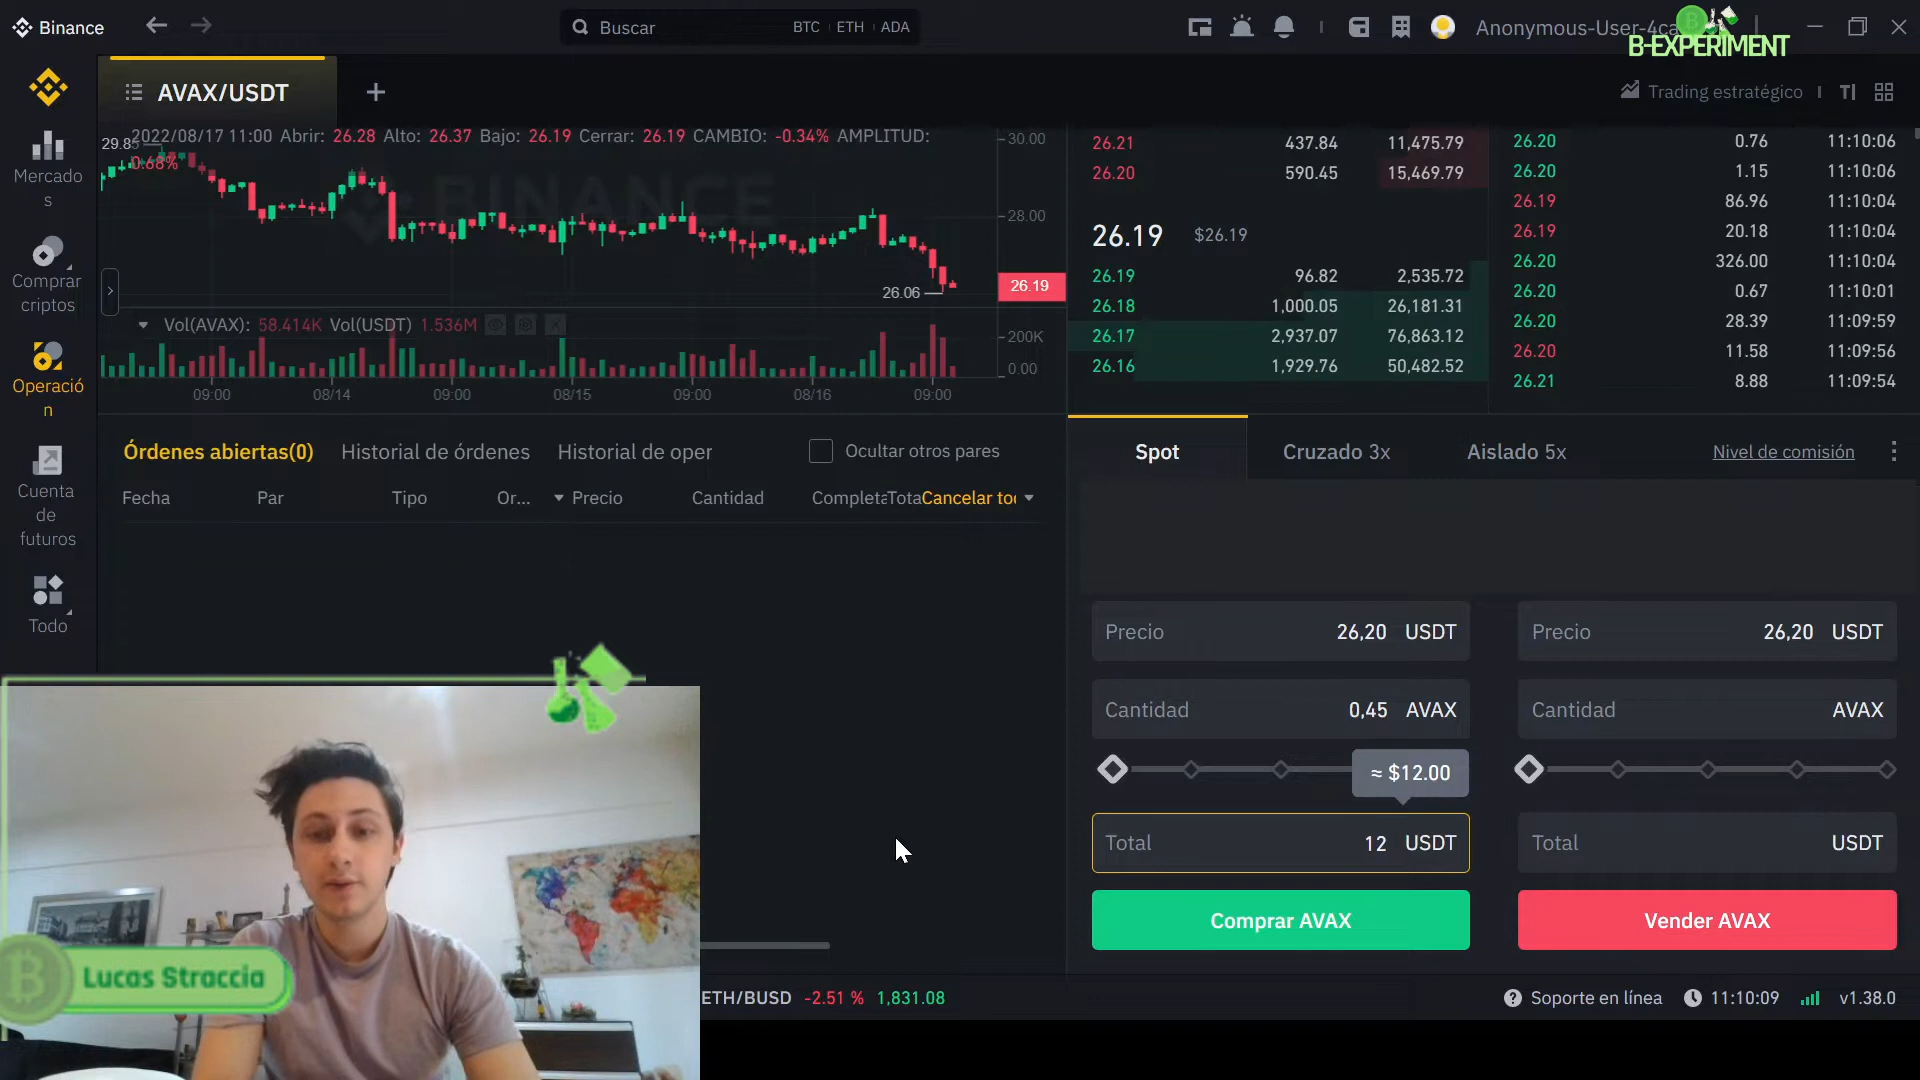 Binance
Buscar
BTC
ETH
ADA
Anonymous-User-4ca
B-EXPERIMENT
AVAX/USDT
+
Trading estratégico
Mercado
s
Comprar
criptos
Operació
n
Cuenta
de
futuros
Todo
2022/08/17 11:00 Abrir: 26.28 Alto: 26.37 Bajo: 26.19 Cerrar: 26.19 CAMBIO: -0.34% AMPLITUD:
0.68%
29.85
BINANCE
30.00
28.00
26.19
26.06
Vol(AVAX): 58.414K Vol(USDT) 1.536M
200K
0.00
09:00
08/14
09:00
08/15
09:00
08/16
09:00
26.21 437.84 11,475.79
26.20 590.45 15,469.79
26.19 $26.19
26.19 96.82 2,535.72
26.18 1,000.05 26,181.31
26.17 2,937.07 76,863.12
26.16 1,929.76 50,482.52
26.20 0.76 11:10:06
26.20 1.15 11:10:06
26.19 86.96 11:10:04
26.19 20.18 11:10:04
26.20 326.00 11:10:04
26.20 0.67 11:10:01
26.20 28.39 11:09:59
26.20 11.58 11:09:56
26.21 8.88 11:09:54
Órdenes abiertas(0)
Historial de órdenes
Historial de oper
Ocultar otros pares
Fecha
Par
Tipo
Or...
Precio
Cantidad
Completa
Tota
Cancelar to
Spot
Cruzado 3x
Aislado 5x
Nivel de comisión
Precio 26,20 USDT
Cantidad 0,45 AVAX
≈ $12.00
Total 12 USDT
Comprar AVAX
Precio 26,20 USDT
Cantidad AVAX
Total USDT
Vender AVAX
Lucas Straccia
ETH/BUSD -2.51 % 1,831.08
Soporte en línea
11:10:09
v1.38.0